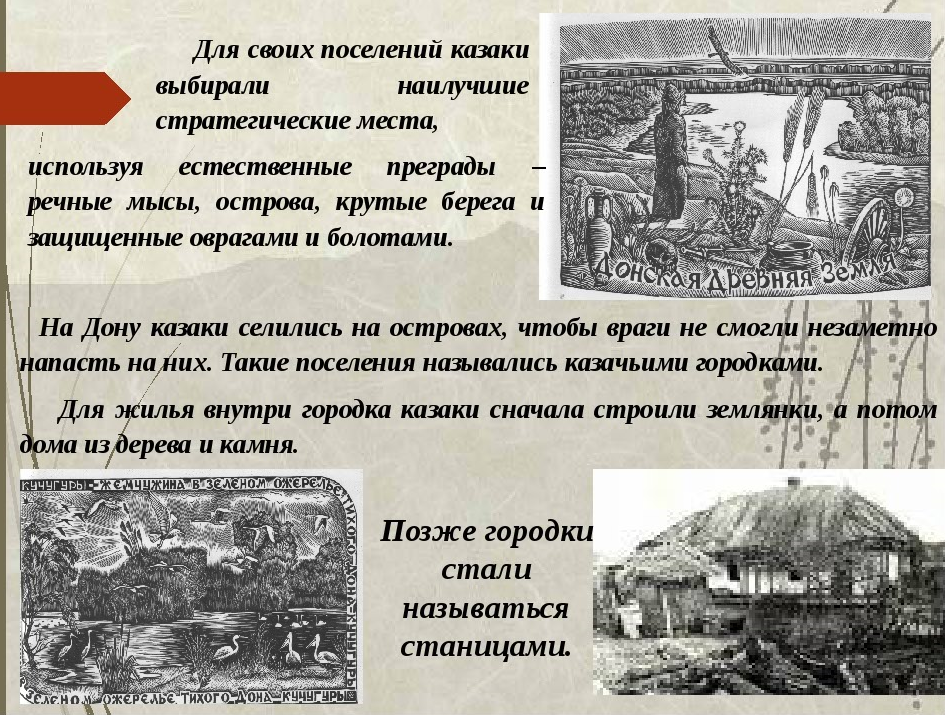 Для своих поселений казаки
выбирали наилучшие
стратегические места,
используя естественные преграды –
речные мысы, острова, крутые берега и
защищенные оврагами и болотами.
Донская древняя Земля
На Дону казаки селились на островах, чтобы враги не смогли незаметно
напасть на них. Такие поселения назывались казачьими городками.
Для жилья внутри городка казаки сначала строили землянки, а потом
дома из дерева и камня.
КУЧУГУРЫ - ЖЕМЧУЖИНА В ЗЕЛЕНОМ ОЖЕРЕЛЬЕ ТИХОГО ДОНА
ЗЕЛЕНОМ ОЖЕРЕЛЬЕ ТИХОГО ДОНА КУЧУГУРЫ
Позже городки
стали
называться
станицами.